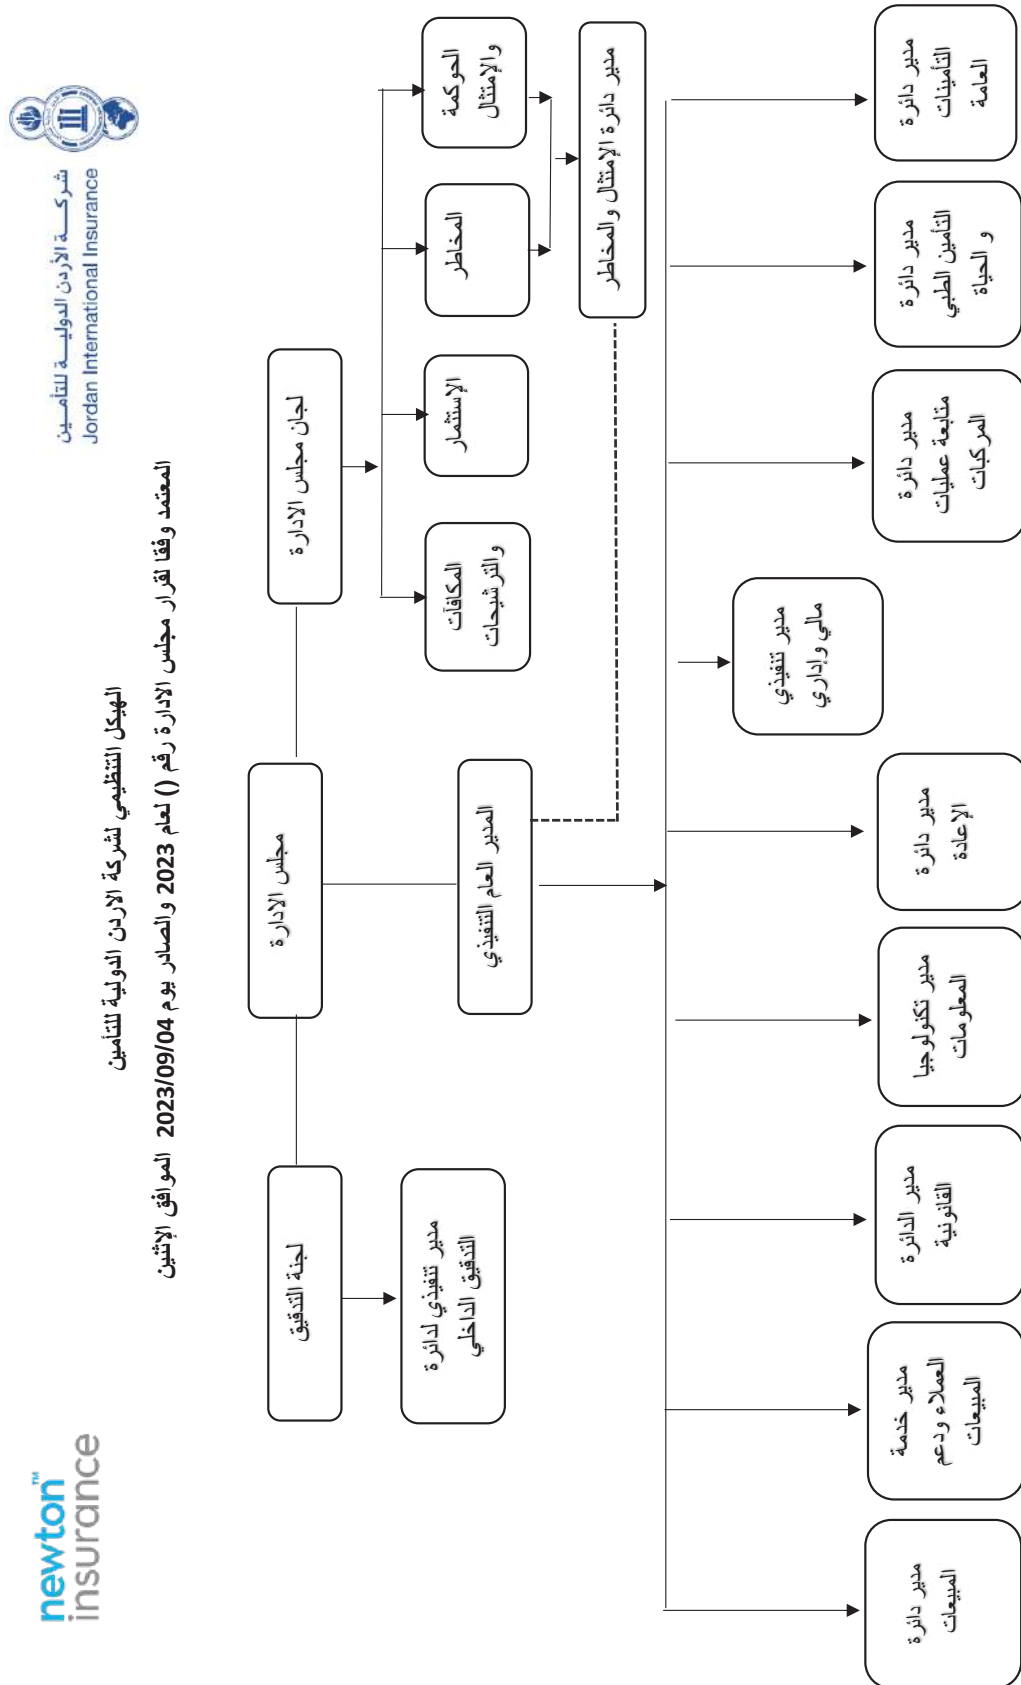 newton™
insurance
شركة الأردن الدولية للتأمين
Jordan International Insurance
الهيكل التنظيمي لشركة الاردن الدولية للتأمين
المعتمد وفقا لقرار مجلس الادارة رقم () لعام 2023 والصادر يوم 2023/09/04 الموافق الإثنين
مجلس الادارة
لجان مجلس الادارة
لجنة التدقيق
مدير تنفيذي لدائرة
التدقيق الداخلي
المدير العام التنفيذي
الحوكمة
والإمتثال
المخاطر
الإستثمار
المكافآت
والترشيحات
مدير دائرة الإمتثال والمخاطر
مدير تنفيذي
مالي وإداري
مدير دائرة
التأمينات
العامة
مدير دائرة
التأمين الطبي
و الحياة
مدير دائرة
متابعة عمليات
المركبات
مدير دائرة
الإعادة
مدير تكنولوجيا
المعلومات
مدير الدائرة
القانونية
مدير خدمة
العملاء ودعم
المبيعات
مدير دائرة
المبيعات